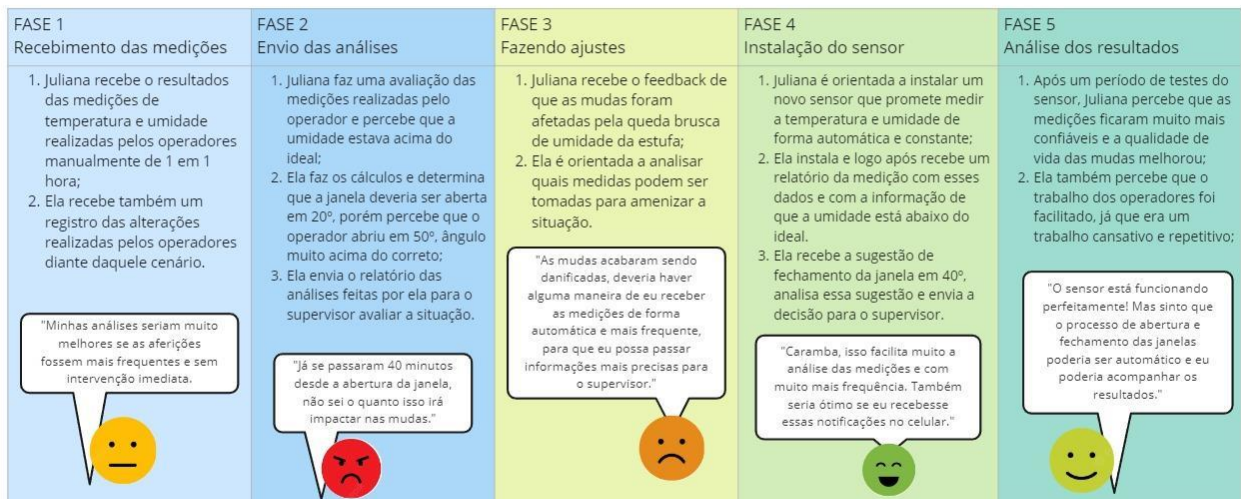 FASE 1
Recebimento das medições
1. Juliana recebe o resultados
das medições de
temperatura e umidade
realizadas pelos operadores
manualmente de 1 em 1
hora;
2. Ela recebe também um
registro das alterações
realizadas pelos operadores
diante daquele cenário.
"Minhas análises seriam muito
melhores se as aferições
fossem mais frequentes e sem
intervenção imediata.
FASE 2
Envio das análises
1. Juliana faz uma avaliação das
medições realizadas pelo
operador e percebe que a
umidade estava acima do
ideal;
2. Ela faz os cálculos e determina
que a janela deveria ser aberta
em 20º, porém percebe que o
operador abriu em 50º, ângulo
muito acima do correto;
3. Ela envia o relatório das
análises feitas por ela para o
supervisor avaliar a situação.
"Já se passaram 40 minutos
desde a abertura da janela,
não sei o quanto isso irá
impactar nas mudas."
FASE 3
Fazendo ajustes
1. Juliana recebe o feedback de
que as mudas foram
afetadas pela queda brusca
de umidade da estufa;
2. Ela é orientada a analisar
quais medidas podem ser
tomadas para amenizar a
situação.
"As mudas acabaram sendo
danificadas, deveria haver
alguma maneira de eu receber
as medições de forma
automática e mais frequente,
para que eu possa passar
informações mais precisas para
o supervisor."
FASE 4
Instalação do sensor
1. Juliana é orientada a instalar um
novo sensor que promete medir
a temperatura e umidade de
forma automática e constante;
2. Ela instala e logo após recebe um
relatório da medição com esses
dados e com a informação de
que a umidade está abaixo do
ideal.
3. Ela recebe a sugestão de
fechamento da janela em 40º,
analisa essa sugestão e envia a
decisão para o supervisor.
"Caramba, isso facilita muito a
análise das medições e com
muito mais frequência. Também
seria ótimo se eu recebesse
essas notificações no celular."
FASE 5
Análise dos resultados
1. Após um período de testes do
sensor, Juliana percebe que as
medições ficaram muito mais
confiáveis e a qualidade de
vida das mudas melhorou;
2. Ela também percebe que o
trabalho dos operadores foi
facilitado, já que era um
trabalho cansativo e repetitivo;
"O sensor está funcionando
perfeitamente! Mas sinto que
o processo de abertura e
fechamento das janelas
poderia ser automático e eu
poderia acompanhar os
resultados."